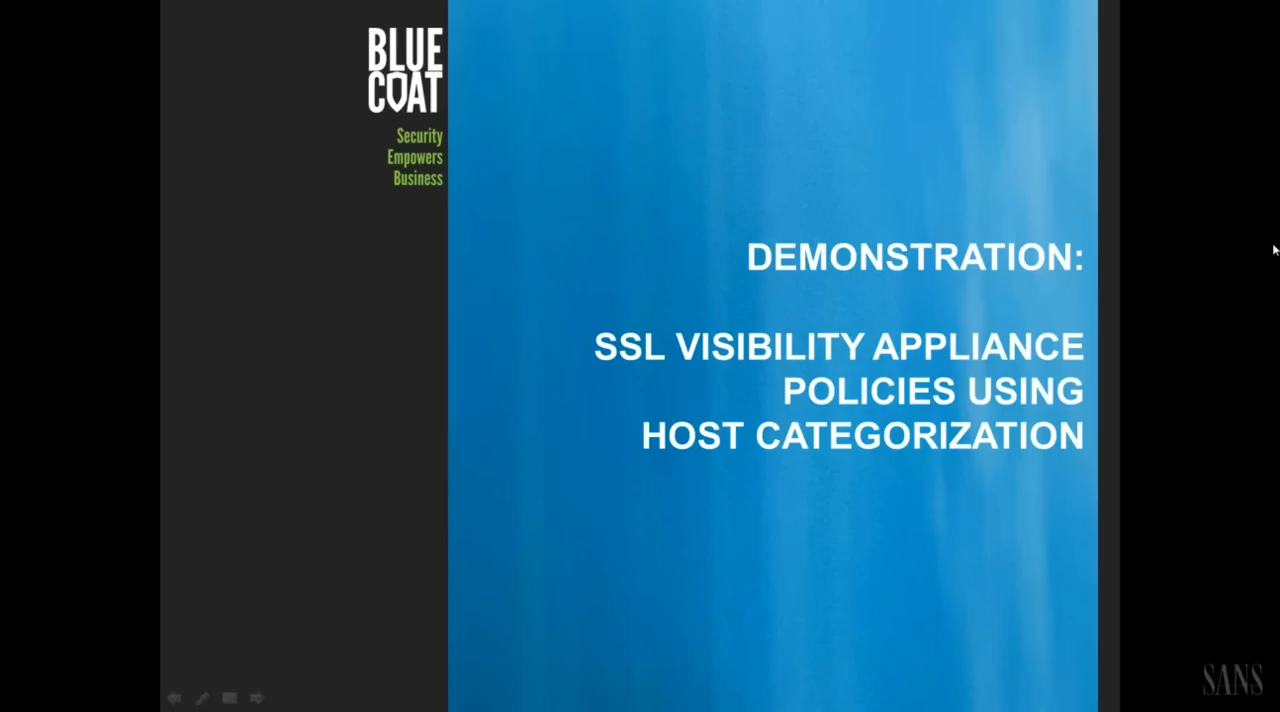 BLUE
COAT
Security
Empowers
Business
DEMONSTRATION:
SSL VISIBILITY APPLIANCE
POLICIES USING
HOST CATEGORIZATION
SANS